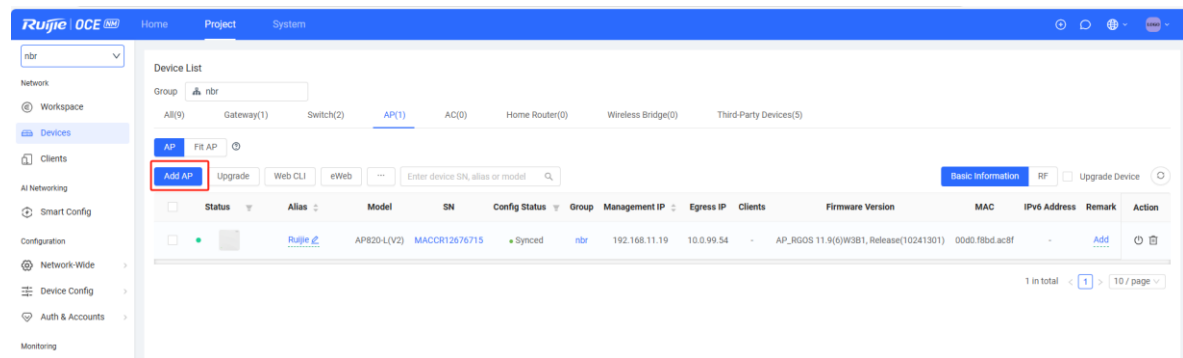 Ruijie OCE NM Home Project System
nbr
Device List
Network
Group nbr
Workspace
All(9) Gateway(1) Switch(2) AP(1) AC(0) Home Router(0) Wireless Bridge(0) Third-Party Devices(5)
Devices
AP Fit AP
Clients
Add AP Upgrade Web CLI eWeb ··· Enter device SN, alias or model Basic Information RF Upgrade Device
AI Networking
Smart Config
Status Alias Model SN Config Status Group Management IP Egress IP Clients Firmware Version MAC IPv6 Address Remark Action
Configuration
Ruijie AP820-L(V2) MACCR12676715 Synced nbr 192.168.11.19 10.0.99.54 - AP_RGOS 11.9(6)W3B1, Release(10241301) 00d0.f8bd.ac8f - Add
Network-Wide
1 in total < 1 > 10 / page
Device Config
Auth & Accounts
Monitoring